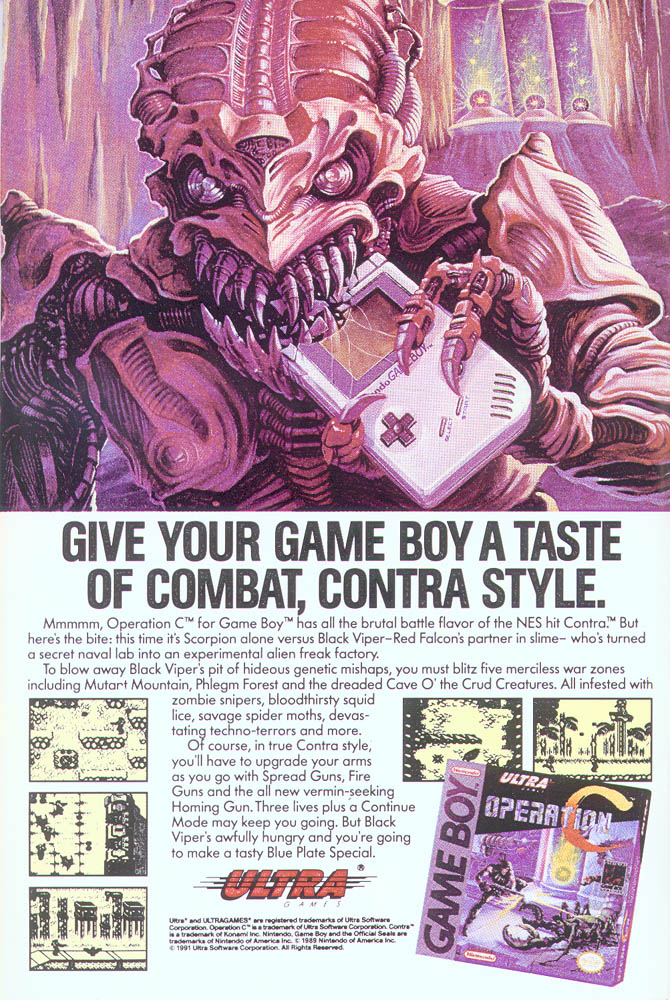 Nintendo GAME BOY™
SELECT START
GIVE YOUR GAME BOY A TASTE
OF COMBAT, CONTRA STYLE.
Mmmmm, Operation C™ for Game Boy™ has all the brutal battle flavor of the NES hit Contra.™ But
here's the bite: this time it's Scorpion alone versus Black Viper–Red Falcon's partner in slime– who's turned
a secret naval lab into an experimental alien freak factory.
To blow away Black Viper's pit of hideous genetic mishaps, you must blitz five merciless war zones
including Mutant Mountain, Phlegm Forest and the dreaded Cave O' the Crud Creatures. All infested with
zombie snipers, bloodthirsty squid
lice, savage spider moths, devas-
tating techno-terrors and more.
Of course, in true Contra style,
you'll have to upgrade your arms
as you go with Spread Guns, Fire
Guns and the all new vermin-seeking
Homing Gun. Three lives plus a Continue
Mode may keep you going. But Black
Viper's awfully hungry and you're going
to make a tasty Blue Plate Special.
ULTRA®
GAMES
Ultra® and ULTRAGAMES® are registered trademarks of Ultra Software
Corporation. Operation C™ is a trademark of Ultra Software Corporation. Contra™
is a trademark of Konami Inc. Nintendo, Game Boy and the Official Seals are
trademarks of Nintendo of America Inc. © 1989 Nintendo of America Inc.
© 1991 Ultra Software Corporation. All Rights Reserved.
Nintendo
GAME BOY
Nintendo
ULTRA
OPERATION
C